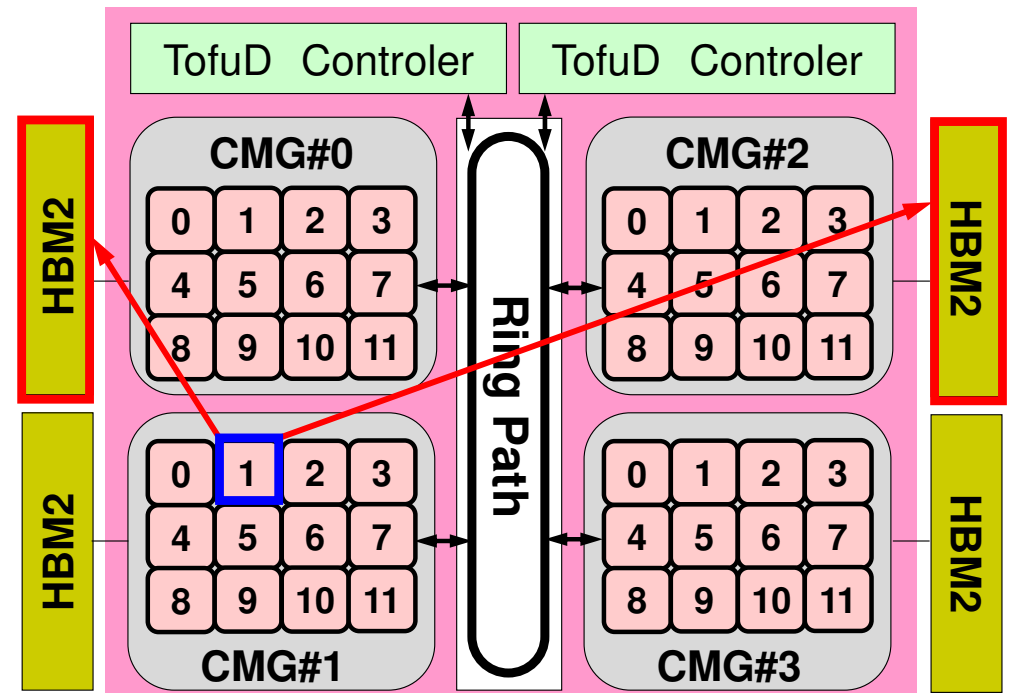 TofuD Controler
TofuD Controler
HBM2
CMG#0
0 1 2 3
4 5 6 7
8 9 10 11
Ring Path
CMG#2
0 1 2 3
4 5 6 7
8 9 10 11
HBM2
HBM2
0 1 2 3
4 5 6 7
8 9 10 11
CMG#1
0 1 2 3
4 5 6 7
8 9 10 11
CMG#3
HBM2